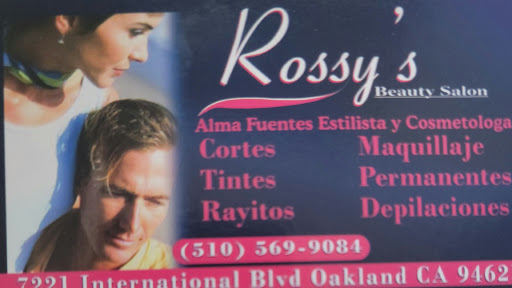 Rossy's
Beauty Salon
Alma Fuentes Estilista y Cosmetologa
Cortes Maquillaje
Tintes Permanentes
Rayitos Depilaciones
(510) 569-9084
7221 International Blvd Oakland CA 9462